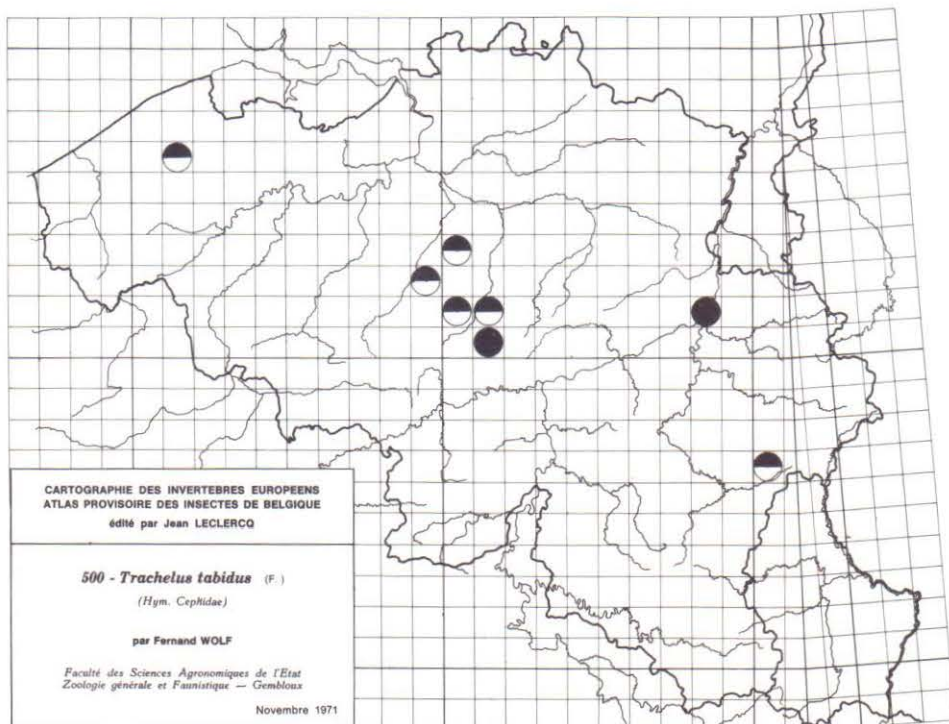 CARTOGRAPHIE DES INVERTEBRES EUROPEENS
ATLAS PROVISOIRE DES INSECTES DE BELGIQUE
édité par Jean LECLERCQ
500 - Trachelus tabidus (F.)
(Hym. Cephidae)
par Fernand WOLF
Faculté des Sciences Agronomiques de l'Etat
Zoologie générale et Faunistique — Gembloux
Novembre 1971